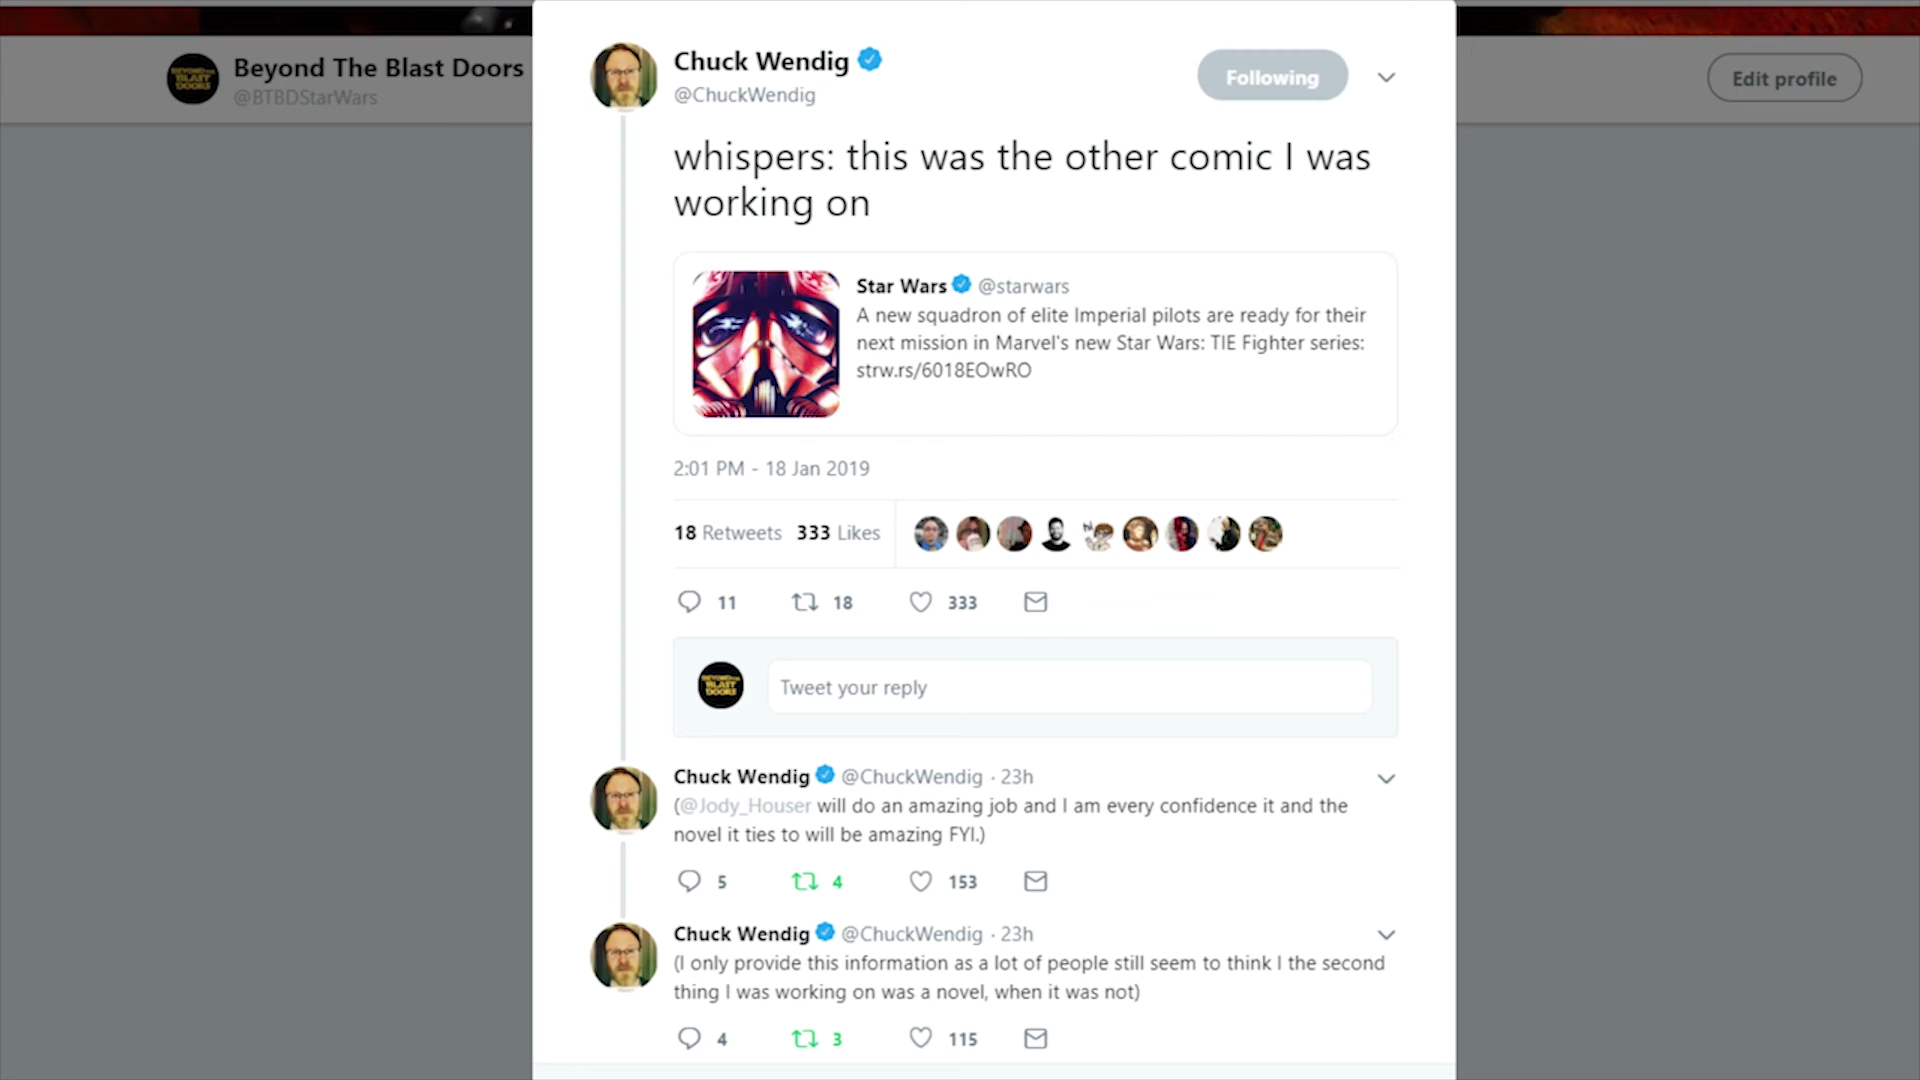 Beyond The Blast Doors
@BTBDStarWars
Edit profile
Chuck Wendig
@ChuckWendig
Following
whispers: this was the other comic I was
working on
Star Wars @starwars
A new squadron of elite Imperial pilots are ready for their
next mission in Marvel's new Star Wars: TIE Fighter series:
strw.rs/6018EOwRO
2:01 PM - 18 Jan 2019
18 Retweets 333 Likes
11 18 333
BEYOND THE
BLAST
DOORS
Tweet your reply
Chuck Wendig @ChuckWendig · 23h
(@Jody_Houser will do an amazing job and I am every confidence it and the
novel it ties to will be amazing FYI.)
5 4 153
Chuck Wendig @ChuckWendig · 23h
(I only provide this information as a lot of people still seem to think I the second
thing I was working on was a novel, when it was not)
4 3 115